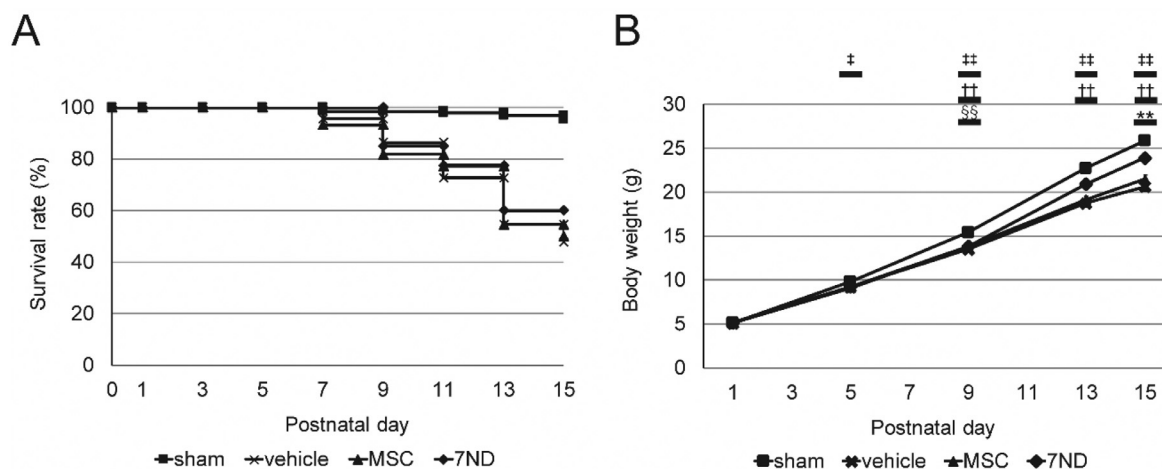 A
Survival rate (%)
100
80
60
40
20
0
0 1 3 5 7 9 11 13 15
Postnatal day
sham vehicle MSC 7ND
B
‡ ‡‡ ‡‡ ‡‡
†† †† ††
§§ **
Body weight (g)
30
25
20
15
10
5
0
1 3 5 7 9 11 13 15
Postnatal day
sham vehicle MSC 7ND